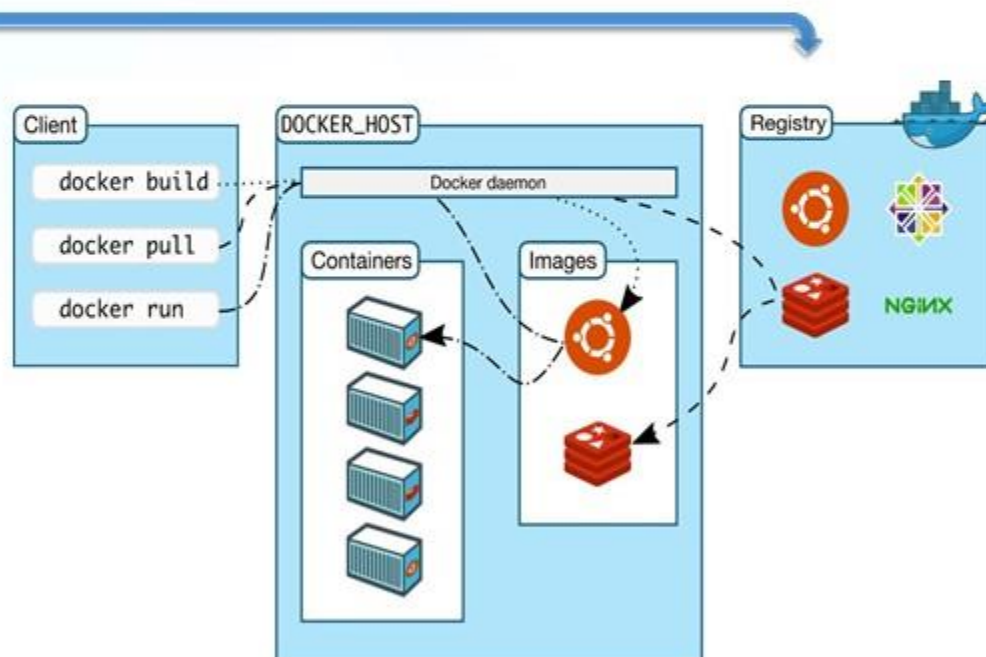 Client
docker build
docker pull
docker run
DOCKER_HOST
Docker daemon
Containers
Images
Registry
NGINX